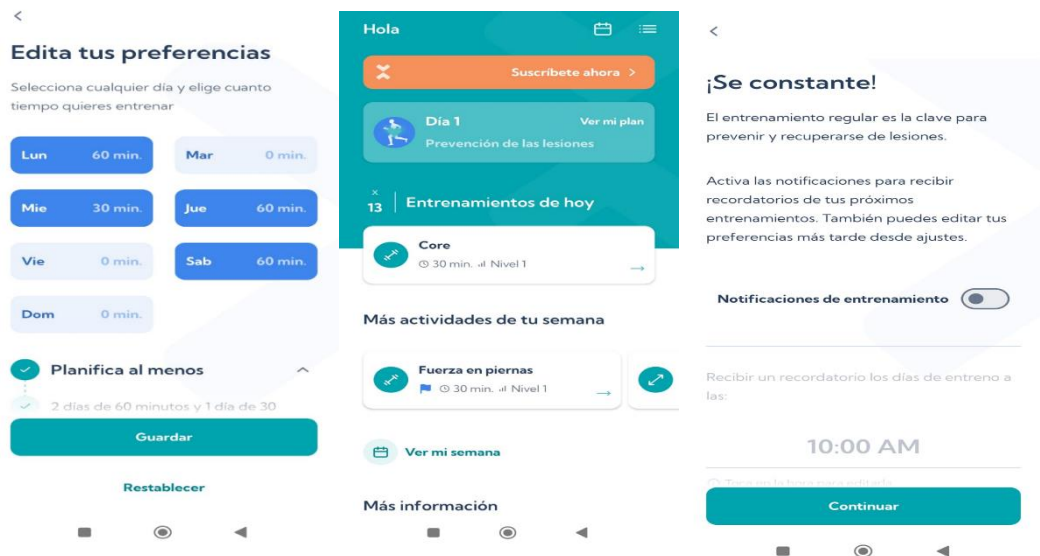 Edita tus preferencias
Selecciona cualquier día y elige cuanto
tiempo quieres entrenar
Lun 60 min.
Mar 0 min.
Mie 30 min.
Jue 60 min.
Vie 0 min.
Sab 60 min.
Dom 0 min.
Planifica al menos
2 días de 60 minutos y 1 día de 30
Guardar
Restablecer
Hola
Suscríbete ahora >
Día 1 Ver mi plan
Prevención de las lesiones
X
13 Entrenamientos de hoy
Core
30 min. Nivel 1
Más actividades de tu semana
Fuerza en piernas
30 min. Nivel 1
Ver mi semana
Más información
¡Se constante!
El entrenamiento regular es la clave para
prevenir y recuperarse de lesiones.
Activa las notificaciones para recibir
recordatorios de tus próximos
entrenamientos. También puedes editar tus
preferencias más tarde desde ajustes.
Notificaciones de entrenamiento
Recibir un recordatorio los días de entreno a
las:
10:00 AM
Toca en la hora para editarla
Continuar